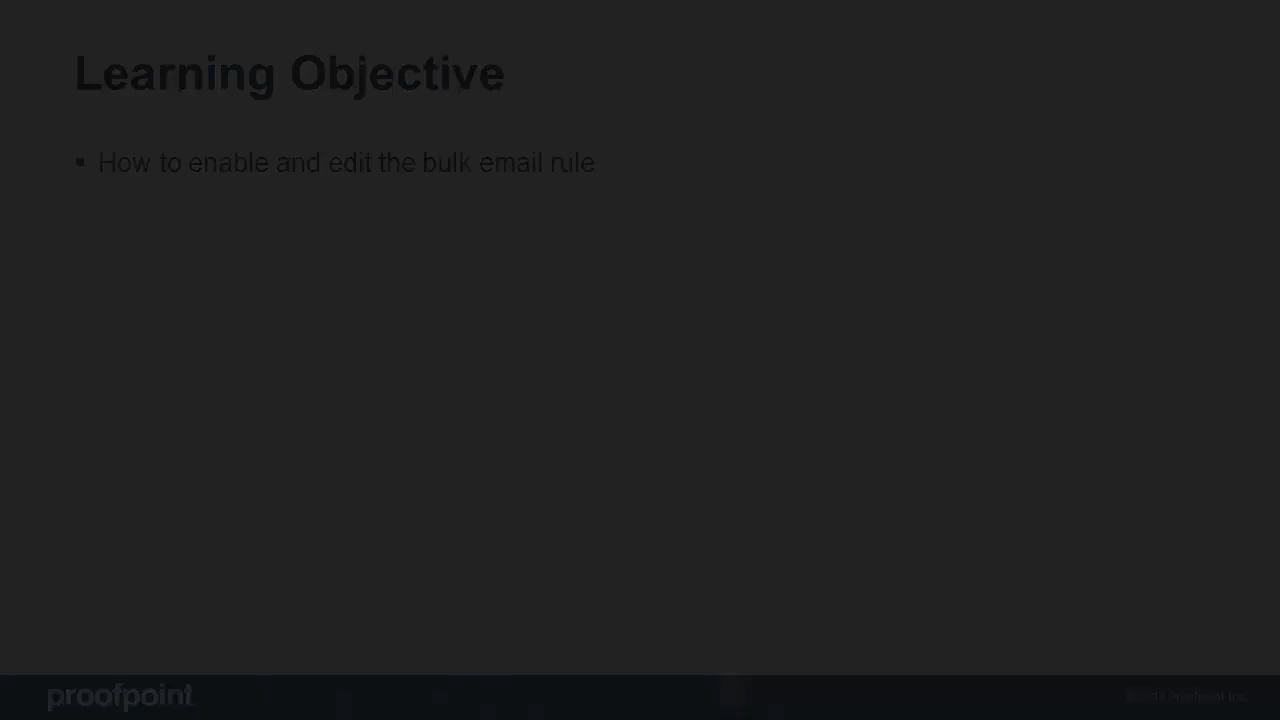 Learning Objective
▪ How to enable and edit the bulk email rule
proofpoint